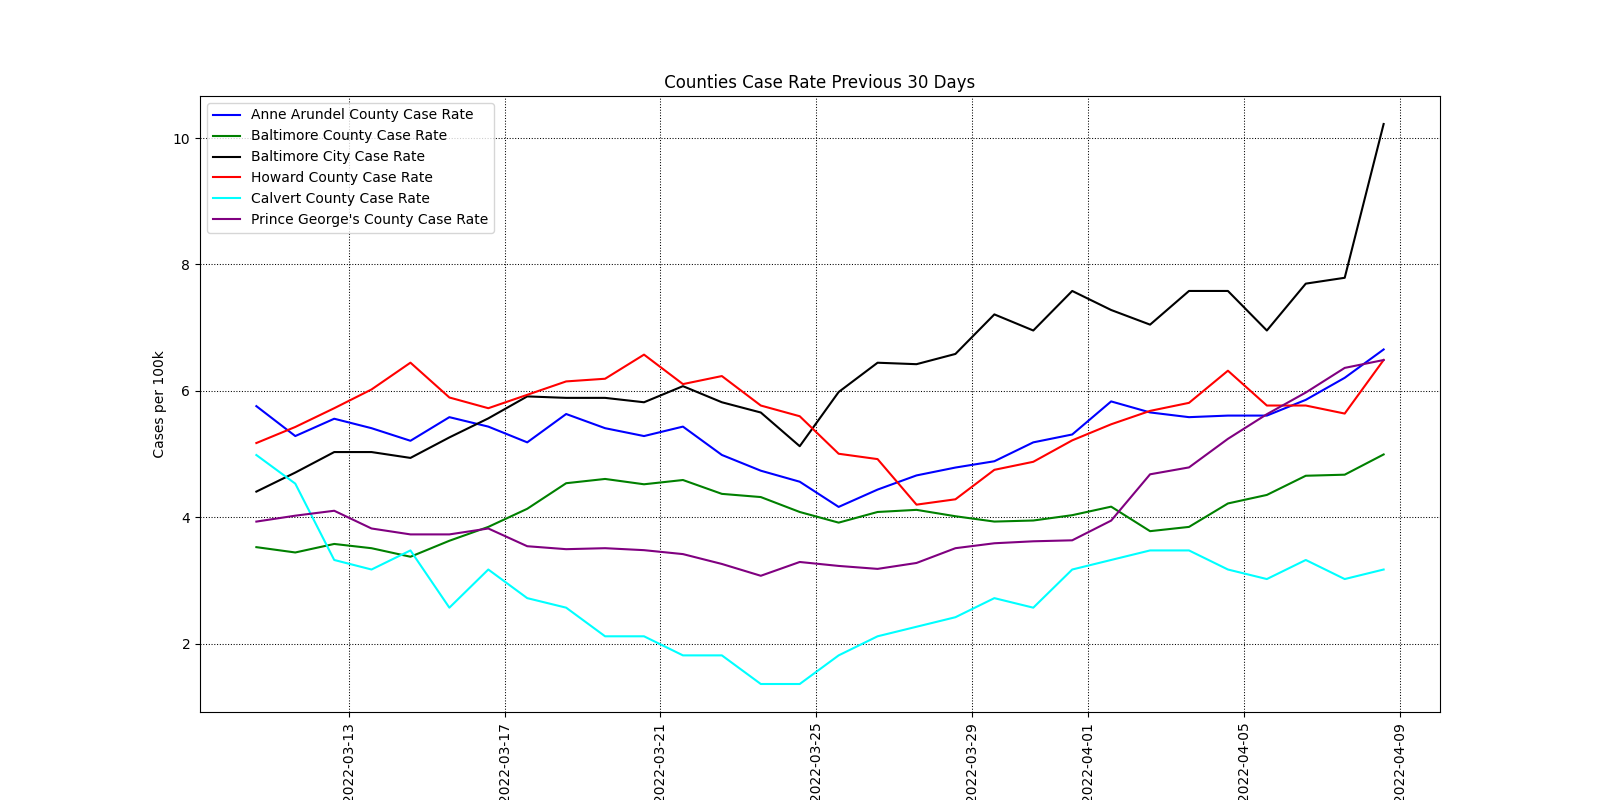 Counties Case Rate Previous 30 Days
Anne Arundel County Case Rate
Baltimore County Case Rate
Baltimore City Case Rate
Howard County Case Rate
Calvert County Case Rate
Prince George's County Case Rate
Cases per 100k
10
8
6
4
2
2022-03-13
2022-03-17
2022-03-21
2022-03-25
2022-03-29
2022-04-01
2022-04-05
2022-04-09